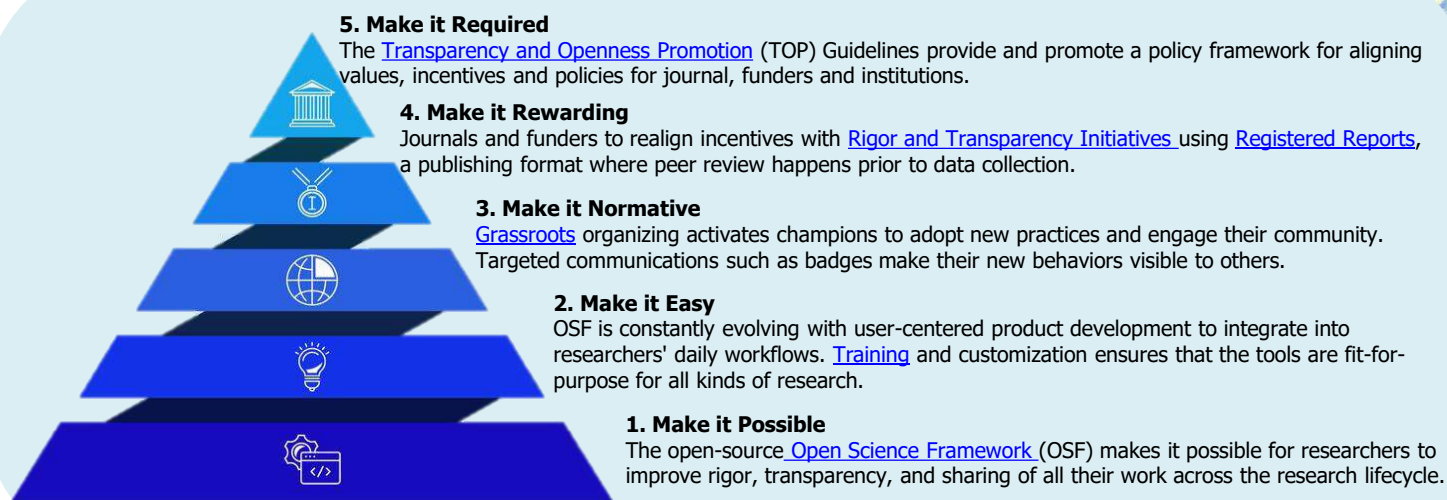 5. Make it Required
The Transparency and Openness Promotion (TOP) Guidelines provide and promote a policy framework for aligning
values, incentives and policies for journal, funders and institutions.
4. Make it Rewarding
Journals and funders to realign incentives with Rigor and Transparency Initiatives using Registered Reports,
a publishing format where peer review happens prior to data collection.
3. Make it Normative
Grassroots organizing activates champions to adopt new practices and engage their community.
Targeted communications such as badges make their new behaviors visible to others.
2. Make it Easy
OSF is constantly evolving with user-centered product development to integrate into
researchers' daily workflows. Training and customization ensures that the tools are fit-for-
purpose for all kinds of research.
1. Make it Possible
The open-source Open Science Framework (OSF) makes it possible for researchers to
improve rigor, transparency, and sharing of all their work across the research lifecycle.